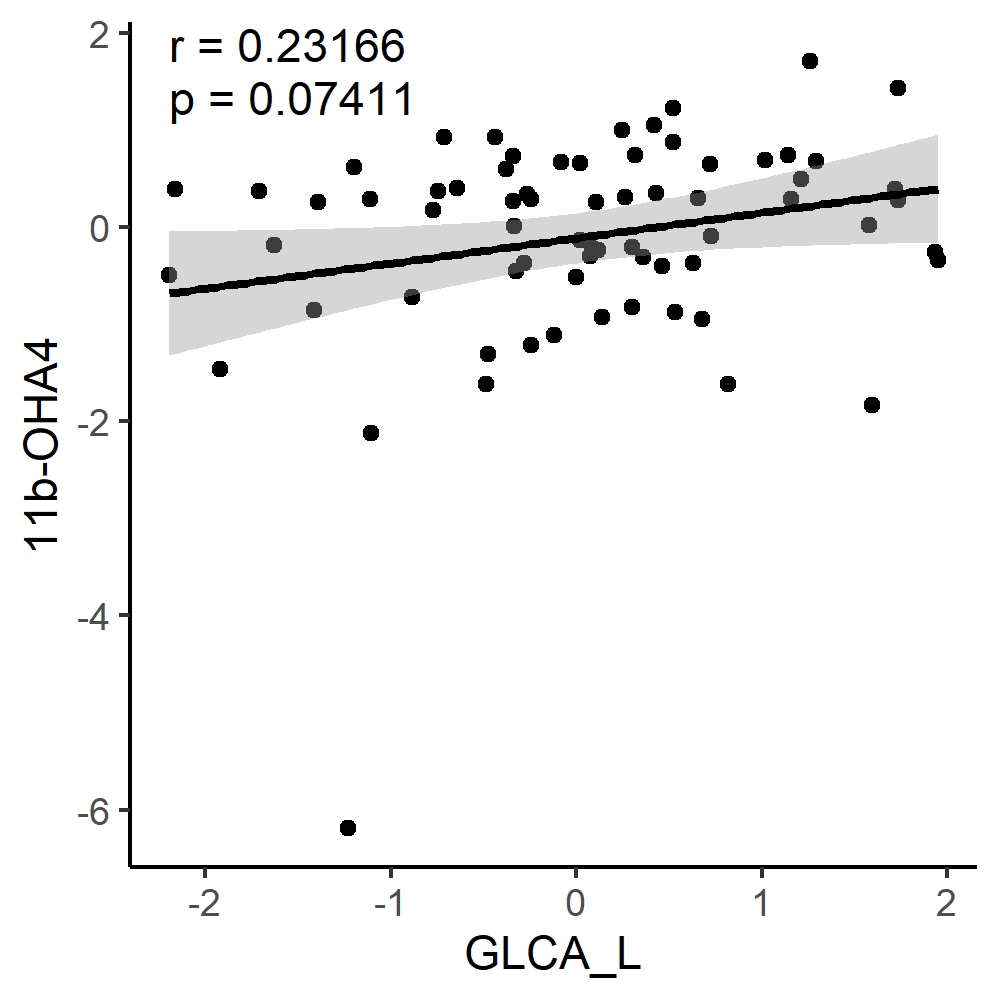 r = 0.23166
p = 0.07411
2
0
-2
-4
-6
11b-OHA4
-2 -1 0 1 2
GLCA_L